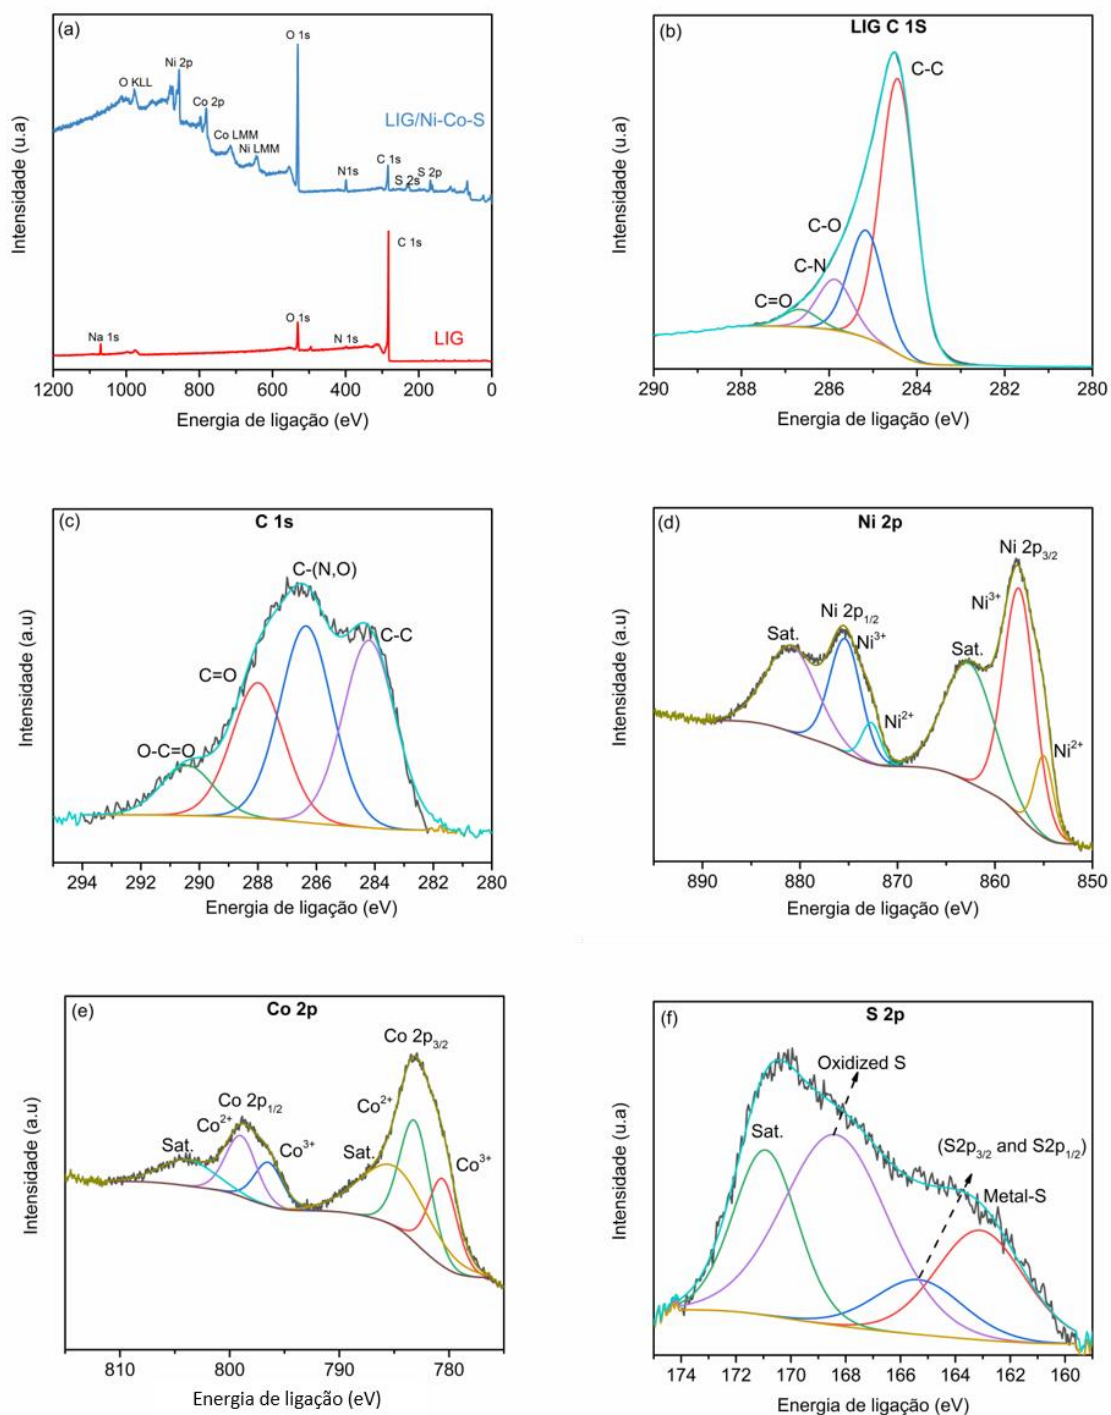 (a)
O 1s
Ni 2p
O KLL
Co 2p
Co LMM
Ni LMM
LIG/Ni-Co-S
N1s
C 1s
S 2s
S 2p
C 1s
O 1s
Na 1s
N 1s
LIG
Intensidade (u.a)
1200 1000 800 600 400 200 0
Energia de ligação (eV)
(b)
LIG C 1S
C-C
C-O
C-N
C=O
Intensidade (u.a)
290 288 286 284 282 280
Energia de ligação (eV)
(c)
C 1s
C-(N,O)
C-C
C=O
O-C=O
Intensidade (a.u)
294 292 290 288 286 284 282 280
Energia de ligação (eV)
(d)
Ni 2p
Ni 2p3/2
Ni3+
Ni 2p1/2
Sat.
Ni3+
Sat.
Ni2+
Ni2+
Intensidade (a.u)
890 880 870 860 850
Energia de ligação (eV)
(e)
Co 2p
Co 2p3/2
Co2+
Co 2p1/2
Co2+
Sat.
Co3+
Sat.
Co3+
Intensidade (a.u)
810 800 790 780
Energia de ligação (eV)
(f)
S 2p
Oxidized S
Sat.
(S2p3/2 and S2p1/2)
Metal-S
Intensidade (u.a)
174 172 170 168 166 164 162 160
Energia de ligação (eV)